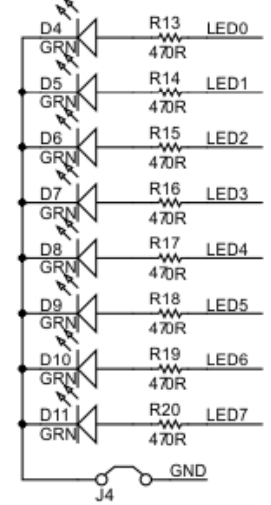 D4 R13 LED0
GRN 470R
D5 R14 LED1
GRN 470R
D6 R15 LED2
GRN 470R
D7 R16 LED3
GRN 470R
D8 R17 LED4
GRN 470R
D9 R18 LED5
GRN 470R
D10 R19 LED6
GRN 470R
D11 R20 LED7
GRN 470R
GND
J4